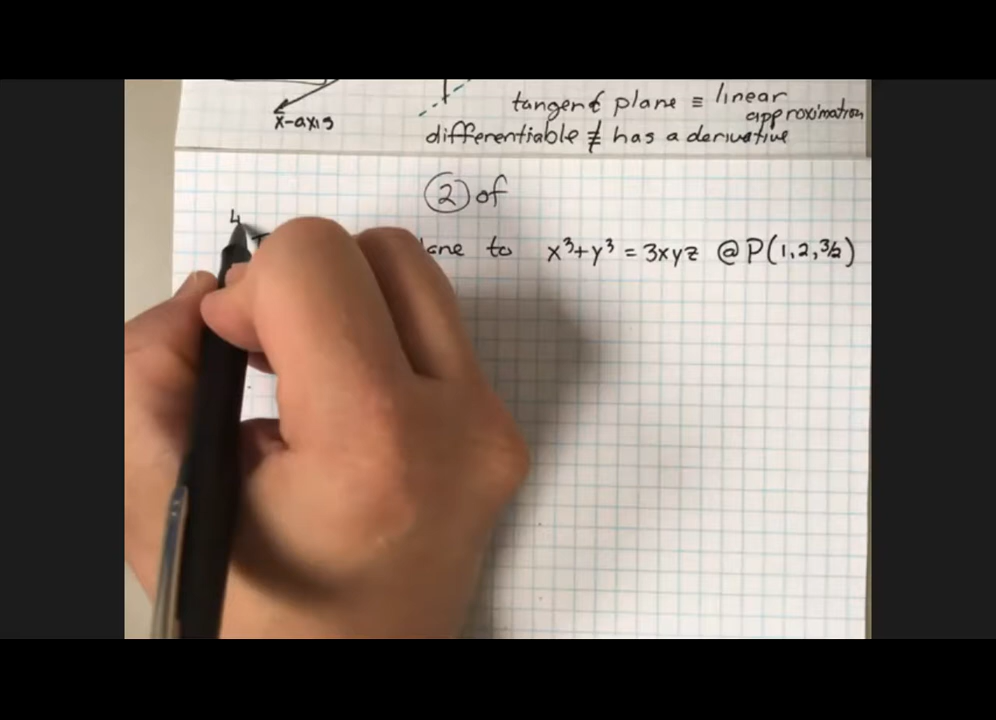 x-axis
tangent plane ≡ linear approximation
differentiable ≢ has a derivative
② of
4
lane to x³+y³ = 3xyz @ P(1,2,3/2)